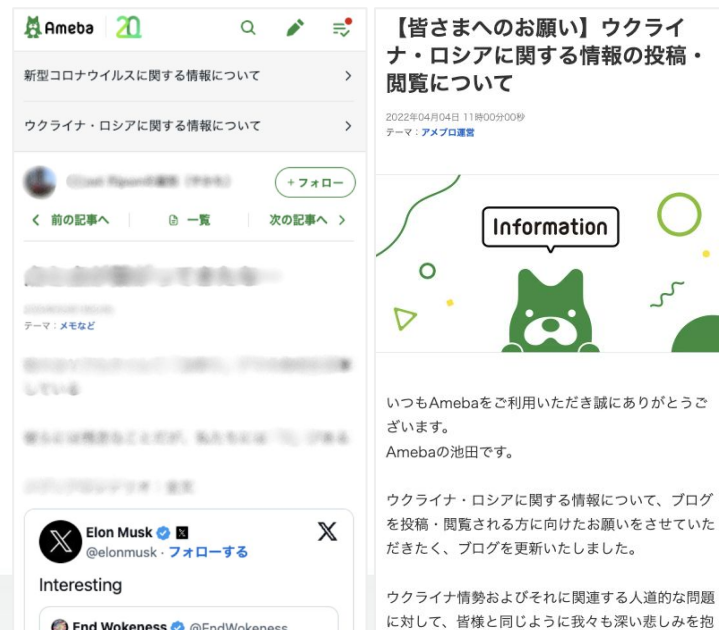 Ameba 20
新型コロナウイルスに関する情報について
ウクライナ・ロシアに関する情報について
+フォロー
前の記事へ
一覧
次の記事へ
テーマ：メモなど
している
Elon Musk
@elonmusk · フォローする
Interesting
End Wokeness @EndWokeness
【皆さまへのお願い】ウクライ
ナ・ロシアに関する情報の投稿・
閲覧について
2022年04月04日 11時00分00秒
テーマ：アメブロ運営
Information
いつもAmebaをご利用いただき誠にありがとうご
ざいます。
Amebaの池田です。
ウクライナ・ロシアに関する情報について、ブログ
を投稿・閲覧される方に向けたお願いをさせていた
だきたく、ブログを更新いたしました。
ウクライナ情勢およびそれに関連する人道的な問題
に対して、皆様と同じように我々も深い悲しみを抱